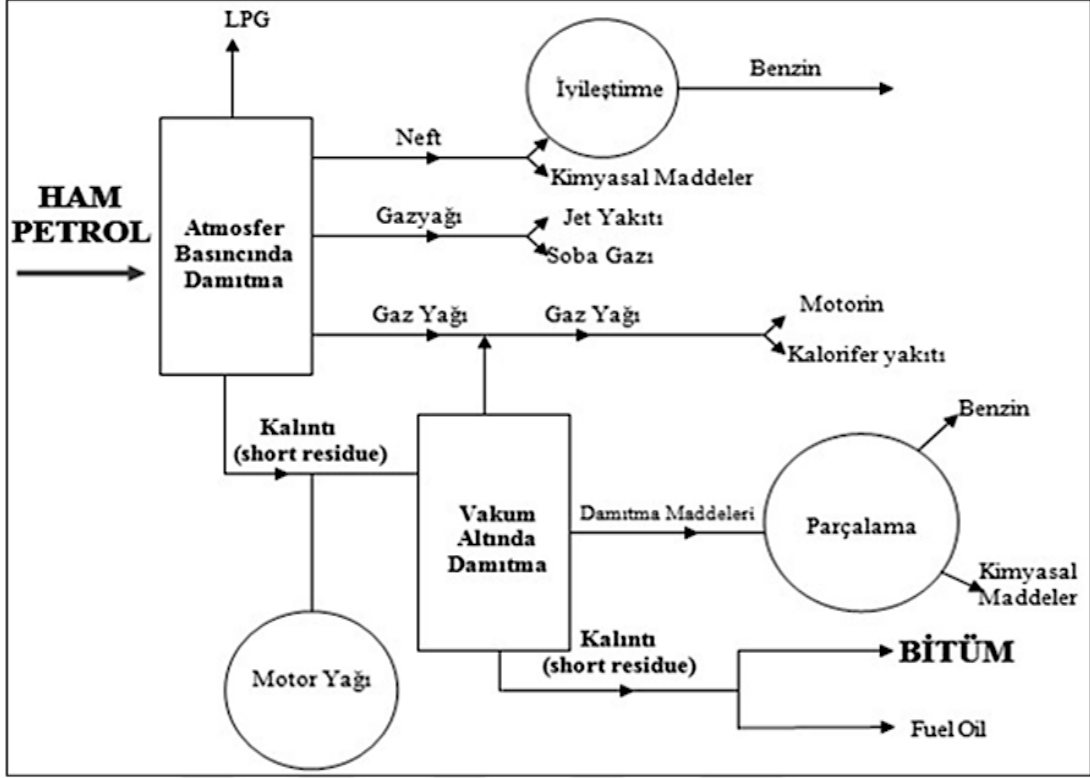 LPG
İyileştirme
Benzin
Neft
Kimyasal Maddeler
HAM
PETROL
Atmosfer
Basıncında
Damıtma
Gazyağı
Jet Yakıtı
Soba Gazı
Gaz Yağı
Gaz Yağı
Motorin
Kalorifer yakıtı
Kalıntı
(short residue)
Benzin
Vakum
Altında
Damıtma
Damıtma Maddeleri
Parçalama
Kimyasal
Maddeler
Motor Yağı
Kalıntı
(short residue)
BİTÜM
Fuel Oil